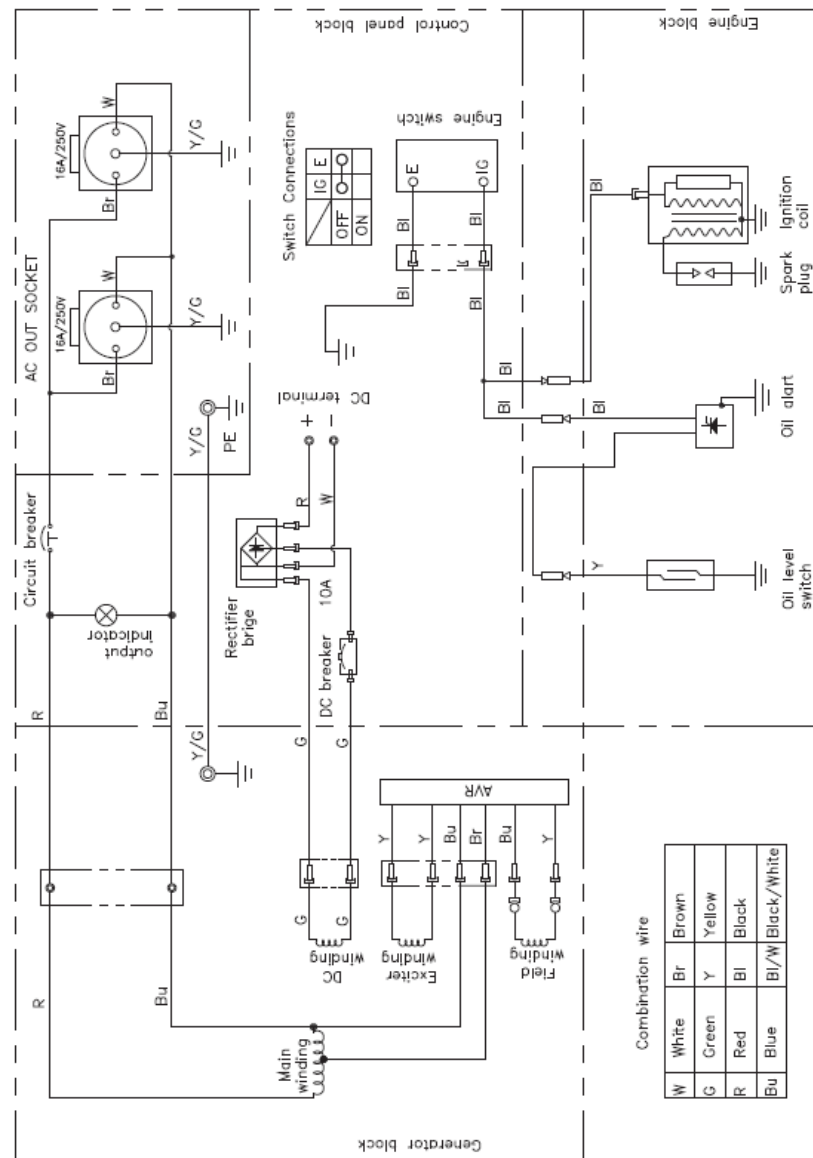 Generator block
Control panel block
Engine block
AC OUT SOCKET
16A/250V
16A/250V
Br
W
Y/G
Br
W
Y/G
Circuit breaker
output
indicator
R
Bu
R
Bu
Y/G
Y/G
PE
Main
winding
DC
winding
G
G
G
G
DC breaker
10A
Rectifier
brige
R
W
+
-
DC terminal
Exciter
winding
Field
winding
Y
Y
Bu
Br
Bu
Y
AVR
Switch Connections
IG
E
OFF
ON
Engine switch
E
IG
Bl
Bl
Bl
Bl
Bl
Bl
Bl
Bl
Y
Oil level
switch
Oil alart
Spark
plug
Ignition
coil
Combination wire
W White Br Brown
G Green Y Yellow
R Red Bl Black
Bu Blue Bl/W Black/White